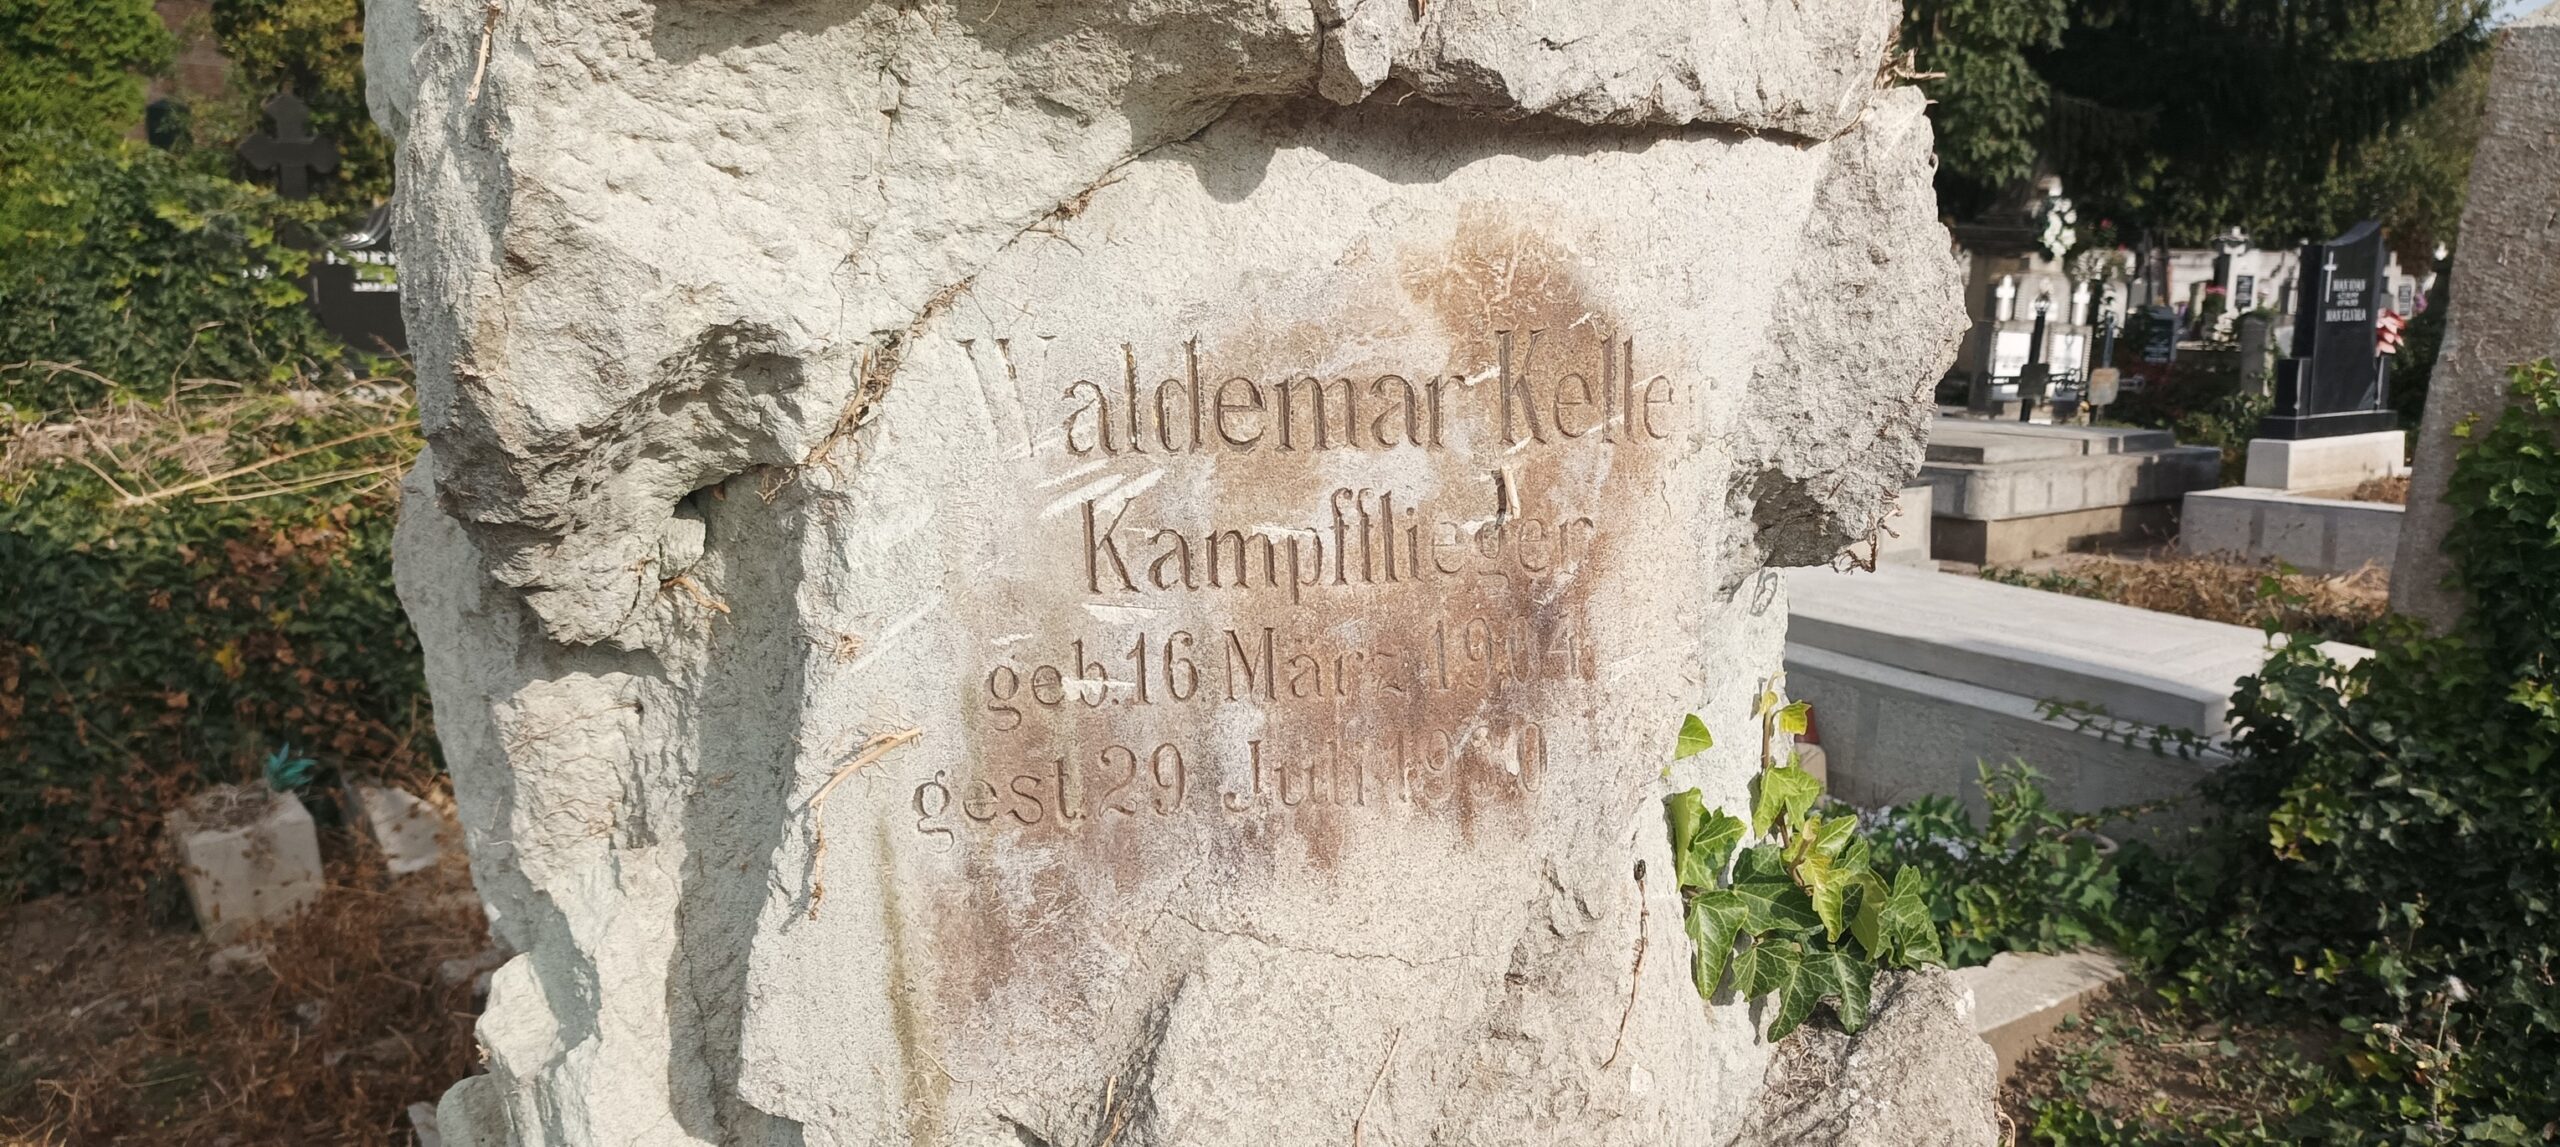 Waldemar Keller
Kampfflieger
geb. 16. März 1904
gest. 29. Juli 1930